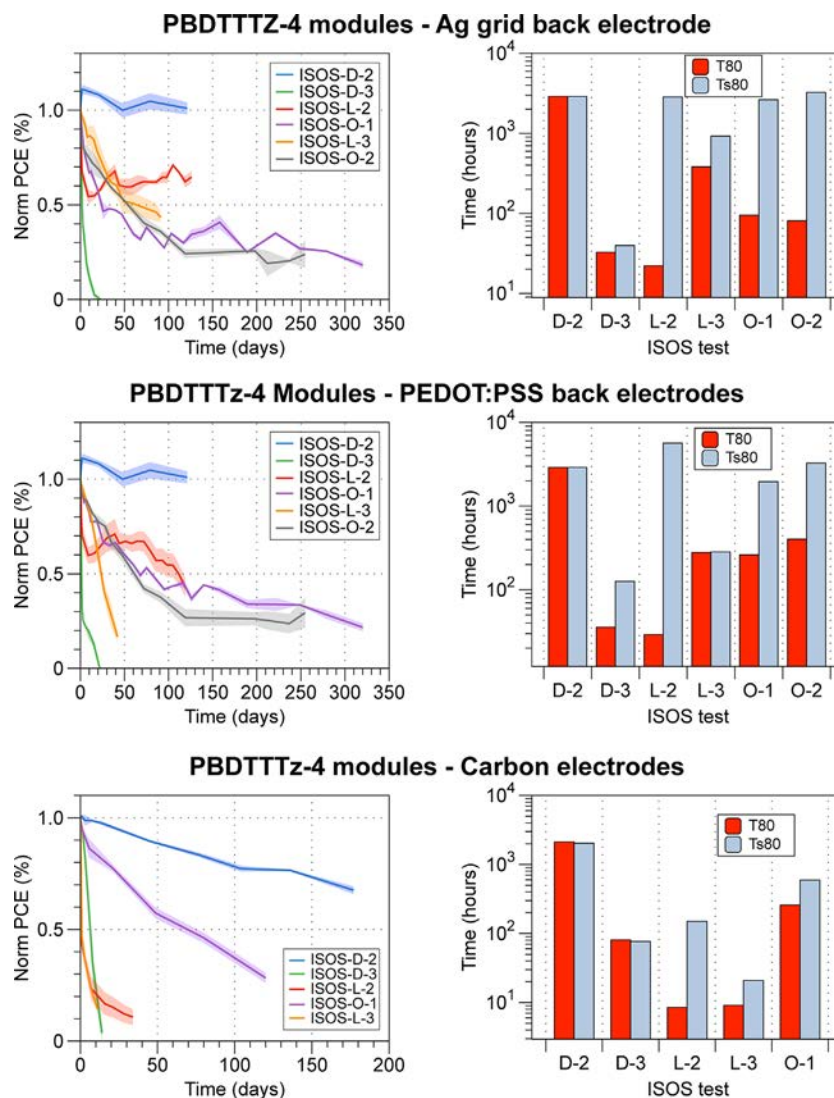 PBDTTTZ-4 modules - Ag grid back electrode
Norm PCE (%)
1.0
0.5
0
0 50 100 150 200 250 300 350
Time (days)
ISOS-D-2
ISOS-D-3
ISOS-L-2
ISOS-O-1
ISOS-L-3
ISOS-O-2
Time (hours)
10^4
10^3
10^2
10^1
T80
Ts80
D-2 D-3 L-2 L-3 O-1 O-2
ISOS test
PBDTTTz-4 Modules - PEDOT:PSS back electrodes
Norm PCE (%)
1.0
0.5
0
0 50 100 150 200 250 300 350
Time (days)
ISOS-D-2
ISOS-D-3
ISOS-L-2
ISOS-O-1
ISOS-L-3
ISOS-O-2
Time (hours)
10^4
10^3
10^2
T80
Ts80
D-2 D-3 L-2 L-3 O-1 O-2
ISOS test
PBDTTTz-4 modules - Carbon electrodes
Norm PCE (%)
1.0
0.5
0
0 50 100 150 200
Time (days)
ISOS-D-2
ISOS-D-3
ISOS-L-2
ISOS-O-1
ISOS-L-3
Time (hours)
10^4
10^3
10^2
10^1
T80
Ts80
D-2 D-3 L-2 L-3 O-1
ISOS test